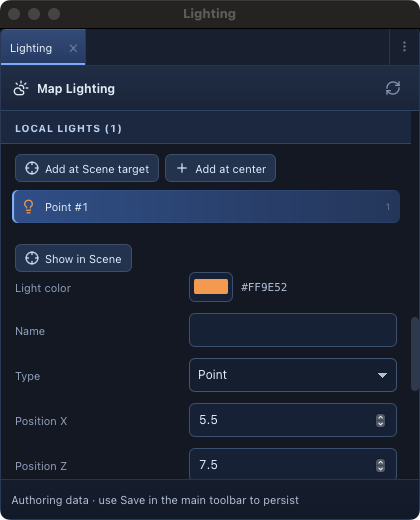 Lighting
Lighting
Map Lighting
LOCAL LIGHTS (1)
Add at Scene target
Add at center
Point #1
1
Show in Scene
Light color
#FF9E52
Name
Type
Point
Position X
5.5
Position Z
7.5
Authoring data · use Save in the main toolbar to persist